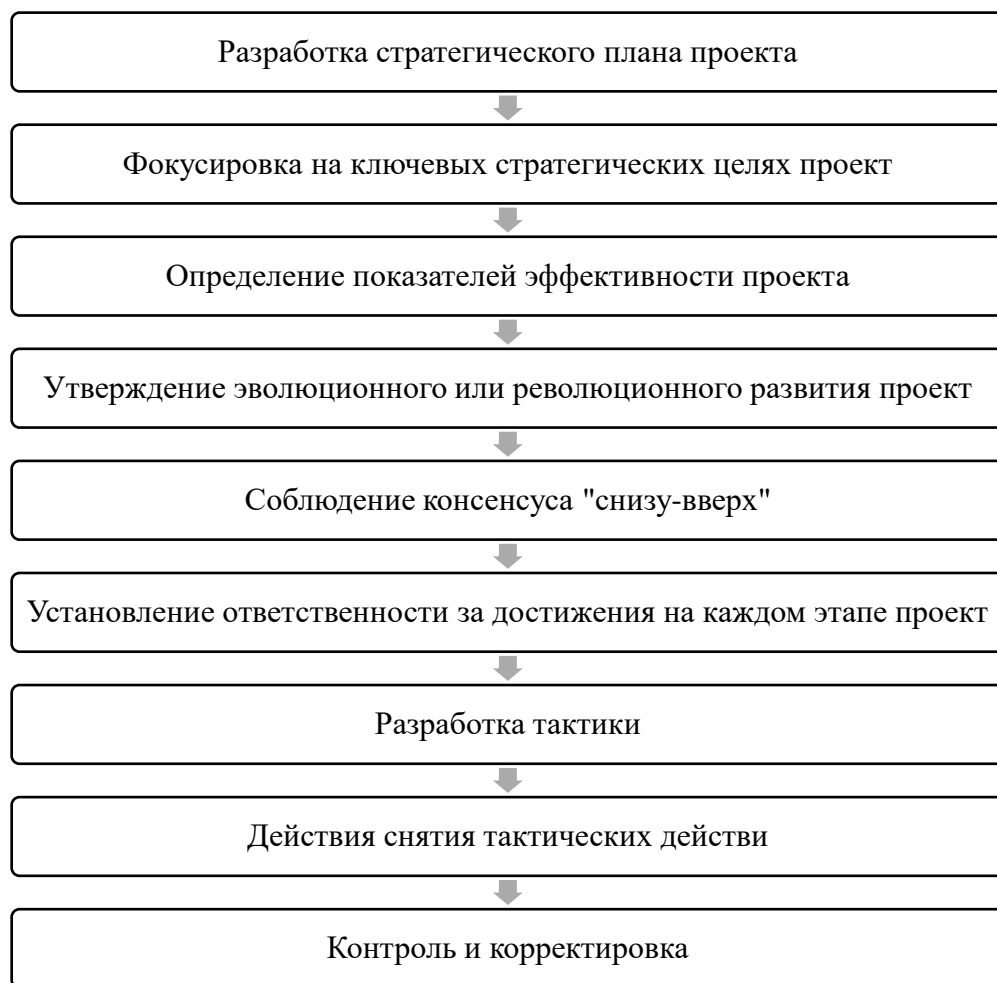 Разработка стратегического плана проекта
Фокусировка на ключевых стратегических целях проект
Определение показателей эффективности проекта
Утверждение эволюционного или революционного развития проект
Соблюдение консенсуса "снизу-вверх"
Установление ответственности за достижения на каждом этапе проект
Разработка тактики
Действия снятия тактических действи
Контроль и корректировка